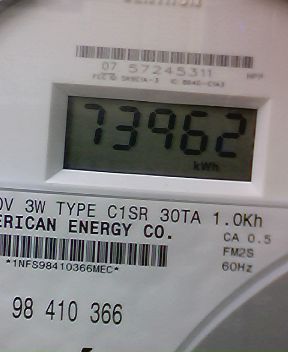 07 57245311
73962
kWh
0V 3W TYPE C1SR 30TA 1.0Kh
ERICAN ENERGY CO.
CA 0.5
FM2S
*1NFS98410366MEC*
60Hz
98 410 366